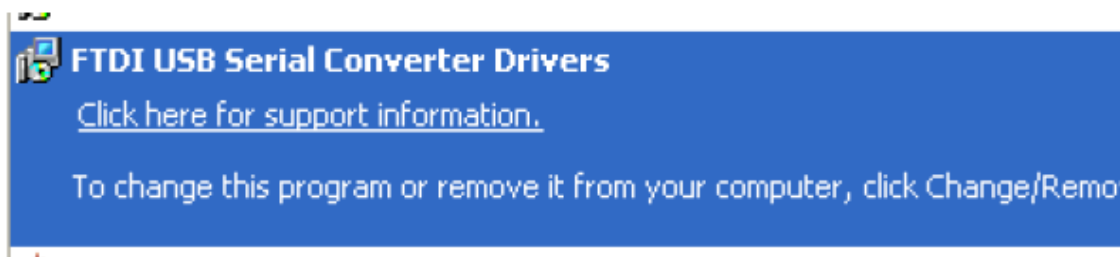 FTDI USB Serial Converter Drivers
Click here for support information.
To change this program or remove it from your computer, click Change/Remo